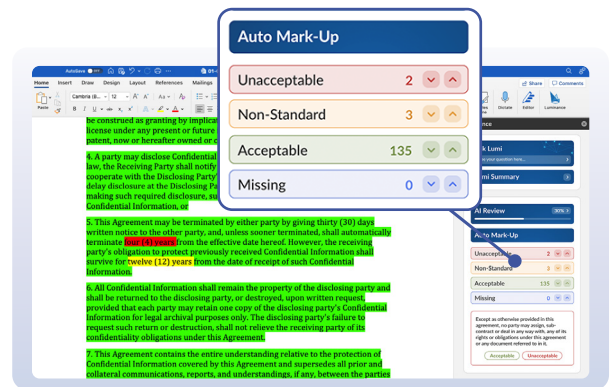 AutoSave
Home Insert Draw Design Layout References Mailings
Share Comments
Paste
Cambria (B... 12
Dictate Editor Luminance
Auto Mark-Up
Unacceptable 2
Non-Standard 3
Acceptable 135
Missing 0
be construed as granting by
license under any present or future
patent, now or hereafter owned or
4. A party may disclose Confidential
law, the Receiving Party shall notify
cooperate with the Disclosing Party'
delay disclosure at the Disclosing
making such required disclosure,
Confidential Information, or
5. This Agreement may be terminated by either party by giving thirty (30) days
written notice to the other party, and, unless sooner terminated, shall automatically
terminate four (4) years from the effective date hereof. However, the receiving
party's obligation to protect previously received Confidential Information shall
survive for twelve (12) years from the date of receipt of such Confidential
Information.
6. All Confidential Information shall remain the property of the disclosing party and
shall be returned to the disclosing party, or destroyed, upon written request,
provided that each party may retain one copy of the disclosing party's Confidential
Information for legal archival purposes only. The disclosing party's failure to
request such return or destruction, shall not relieve the receiving party of its
confidentiality obligations under this Agreement.
7. This Agreement contains the entire understanding relative to the protection of
Confidential Information covered by this Agreement and supersedes all prior and
collateral communications, reports, and understandings, if any, between the parties
Lumi
your question here...
Summary
AI Review 30%
Auto Mark-Up
Unacceptable 2
Non-Standard 3
Acceptable 135
Missing 0
Except as otherwise provided in this
agreement, no party may assign, sub-
contract or deal in any way with, any of its
rights or obligations under this agreement
or any document referred to in it.
Acceptable Unacceptable